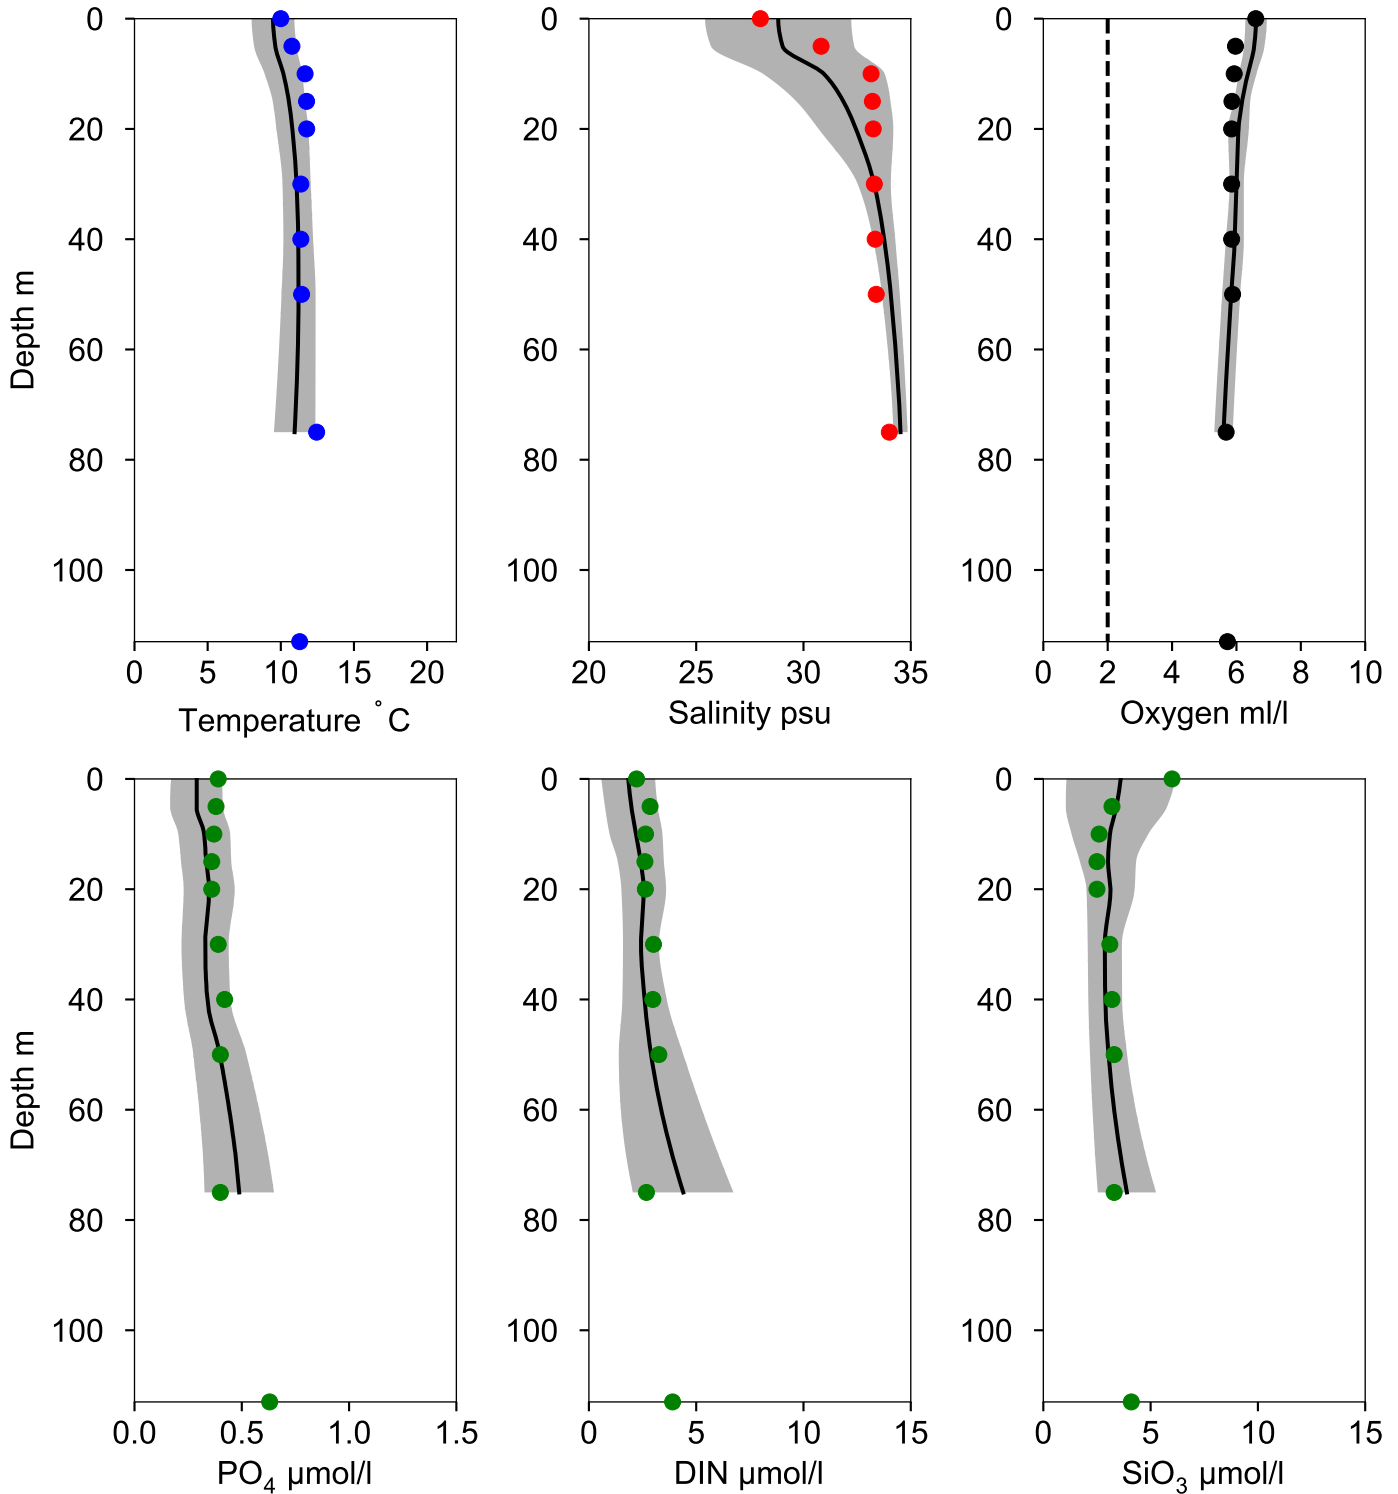 0
20
40
60
80
100
Depth m
0 5 10 15 20
Temperature °C
0
20
40
60
80
100
20 25 30 35
Salinity psu
0
20
40
60
80
100
0 2 4 6 8 10
Oxygen ml/l
0
20
40
60
80
100
Depth m
0.0 0.5 1.0 1.5
PO₄ µmol/l
0
20
40
60
80
100
0 5 10 15
DIN µmol/l
0
20
40
60
80
100
0 5 10 15
SiO₃ µmol/l